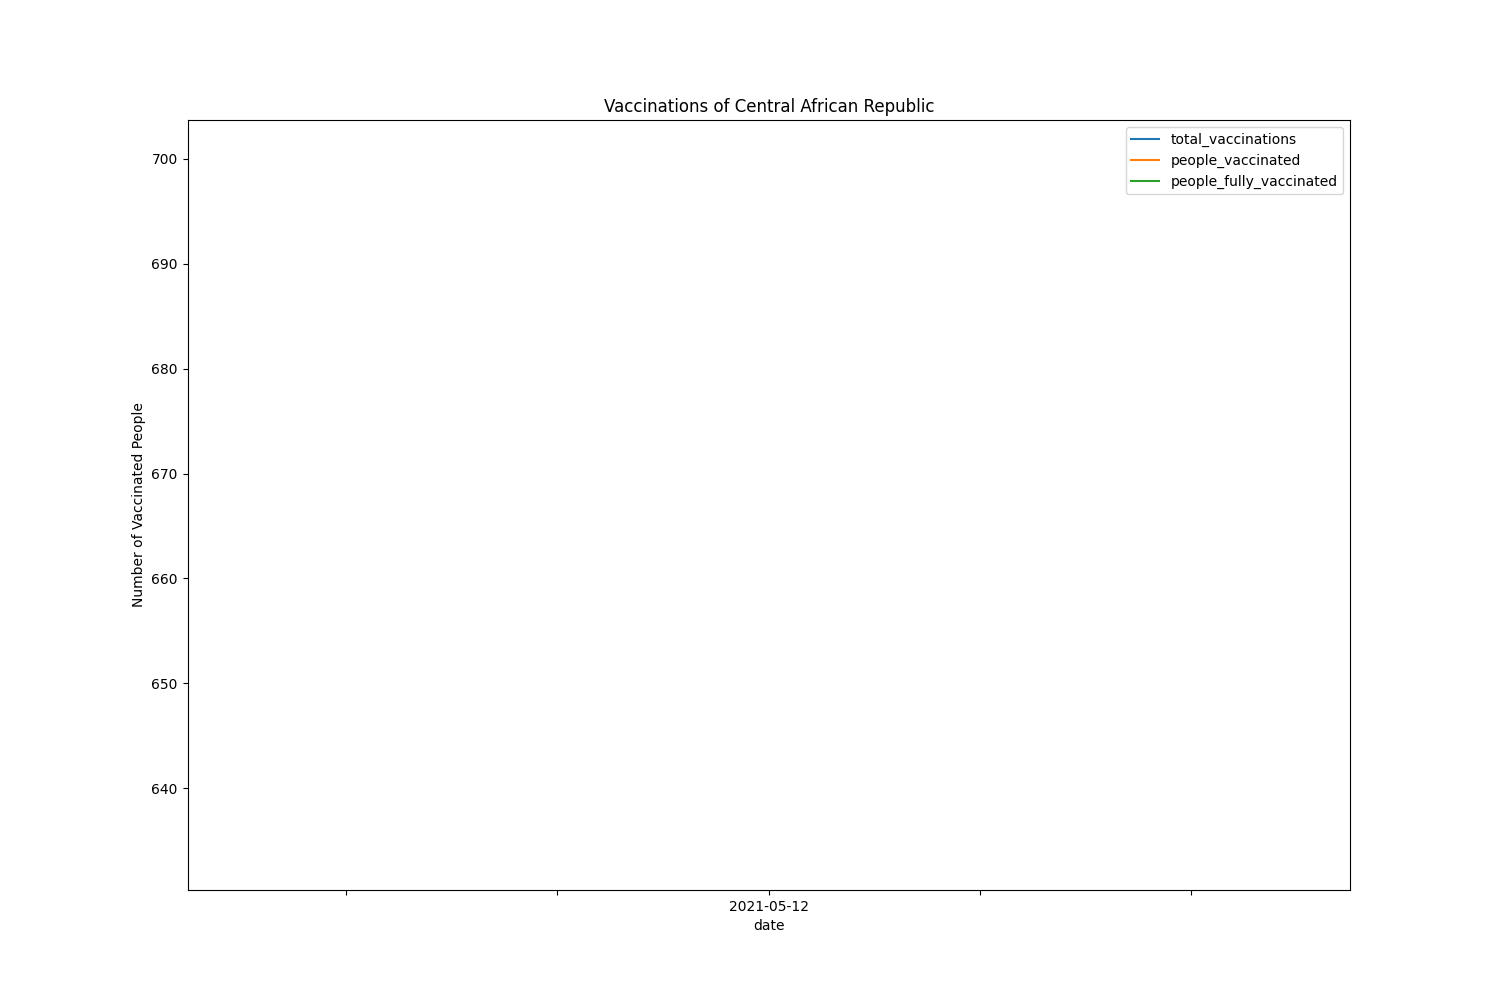 Vaccinations of Central African Republic
total_vaccinations
people_vaccinated
people_fully_vaccinated
Number of Vaccinated People
700
690
680
670
660
650
640
2021-05-12
date